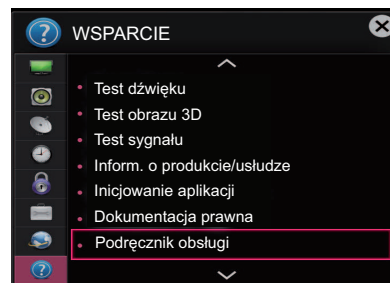 WSPARCIE
Test dźwięku
Test obrazu 3D
Test sygnału
Inform. o produkcie/usłudze
Inicjowanie aplikacji
Dokumentacja prawna
Podręcznik obsługi